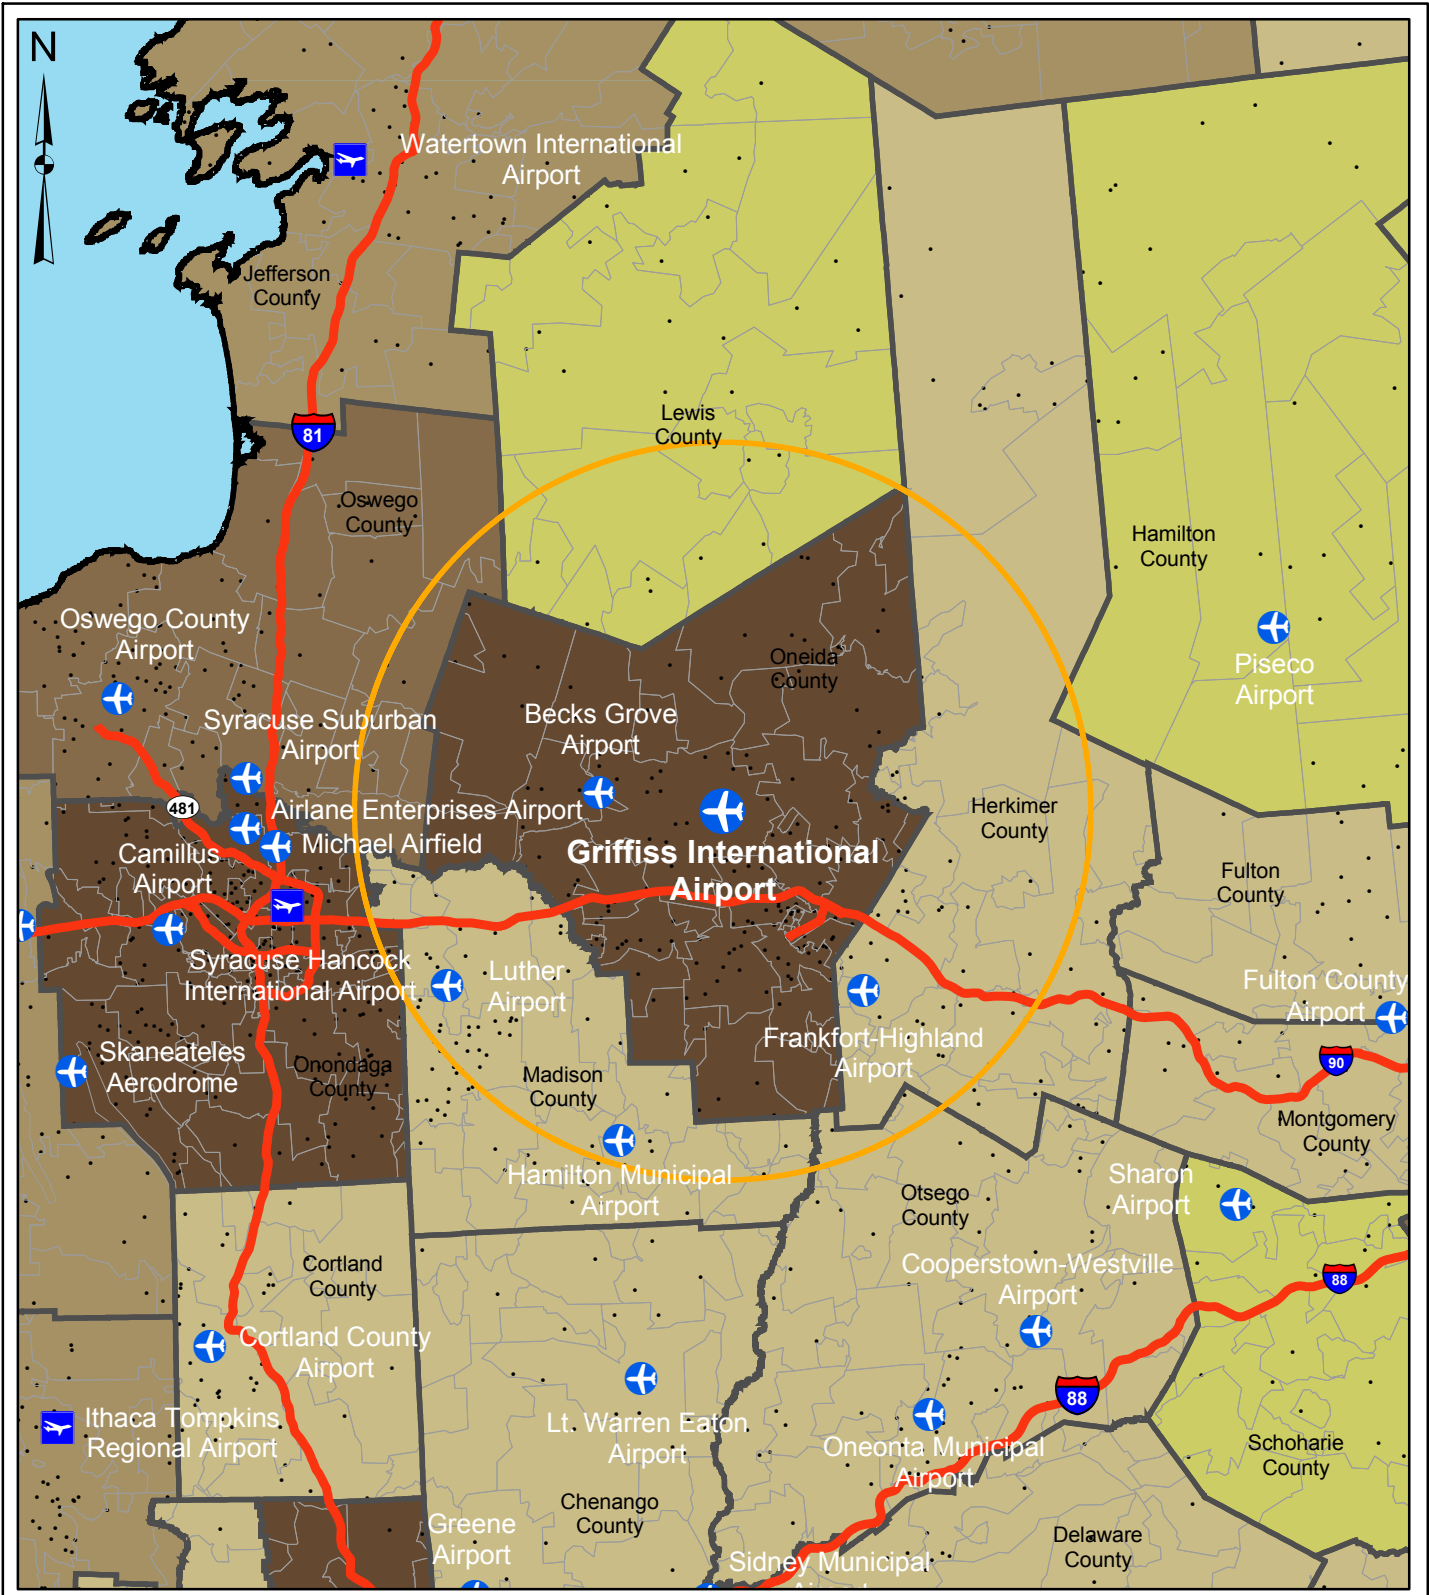 N
Watertown International
Airport
Jefferson
County
81
Lewis
County
Oswego
County
Hamilton
County
Oswego County
Airport
Piseco
Airport
Oneida
County
Becks Grove
Airport
Syracuse Suburban
Airport
481
Airlane Enterprises Airport
Michael Airfield
Herkimer
County
Camillus
Airport
Griffiss International
Airport
Fulton
County
Syracuse Hancock
International Airport
Luther
Airport
Fulton County
Airport
Frankfort-Highland
Airport
Skaneateles
Aerodrome
Onondaga
County
Madison
County
90
Montgomery
County
Hamilton Municipal
Airport
Otsego
County
Sharon
Airport
Cortland
County
Cooperstown-Westville
Airport
88
Cortland County
Airport
88
Ithaca Tompkins
Regional Airport
Lt. Warren Eaton
Airport
Oneonta Municipal
Airport
Schoharie
County
Chenango
County
Greene
Airport
Delaware
County
Sidney Municipal